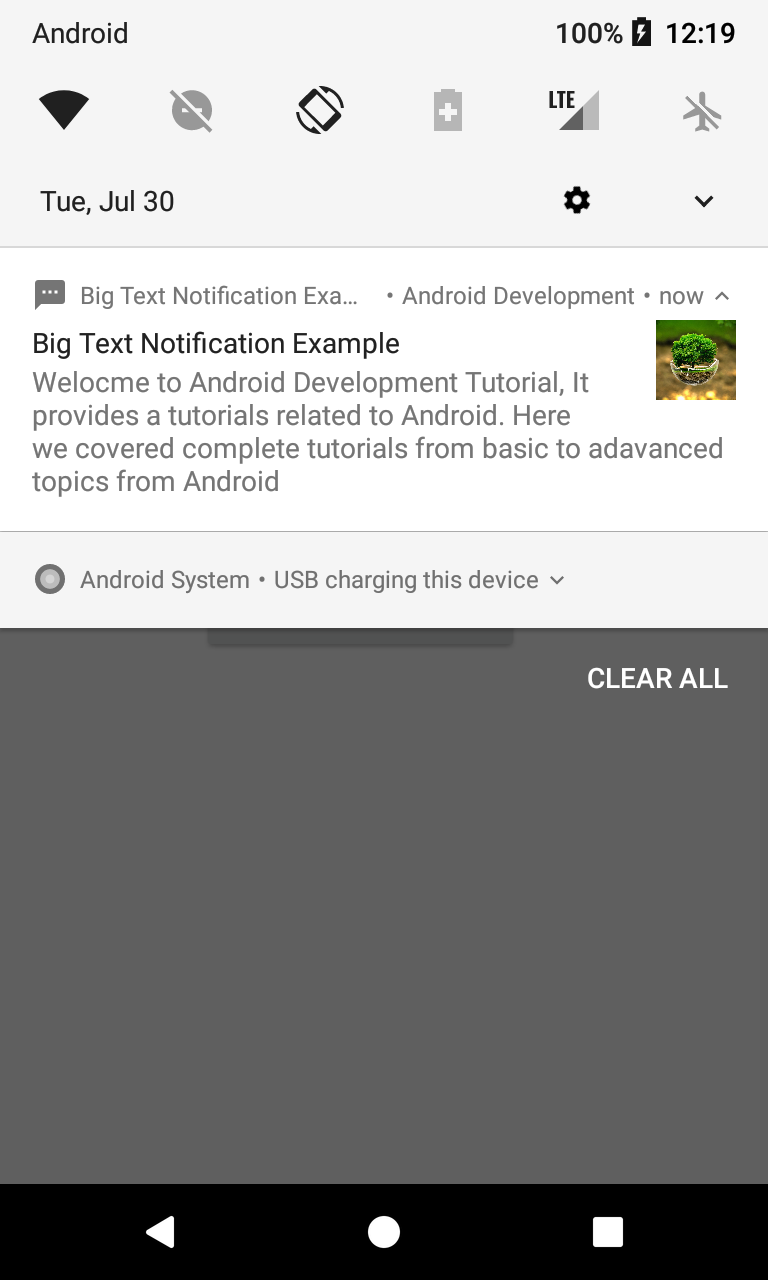 Android 100% 12:19
LTE
Tue, Jul 30
Big Text Notification Exa... • Android Development • now
Big Text Notification Example
Welocme to Android Development Tutorial, It
provides a tutorials related to Android. Here
we covered complete tutorials from basic to adavanced
topics from Android
Android System • USB charging this device
CLEAR ALL